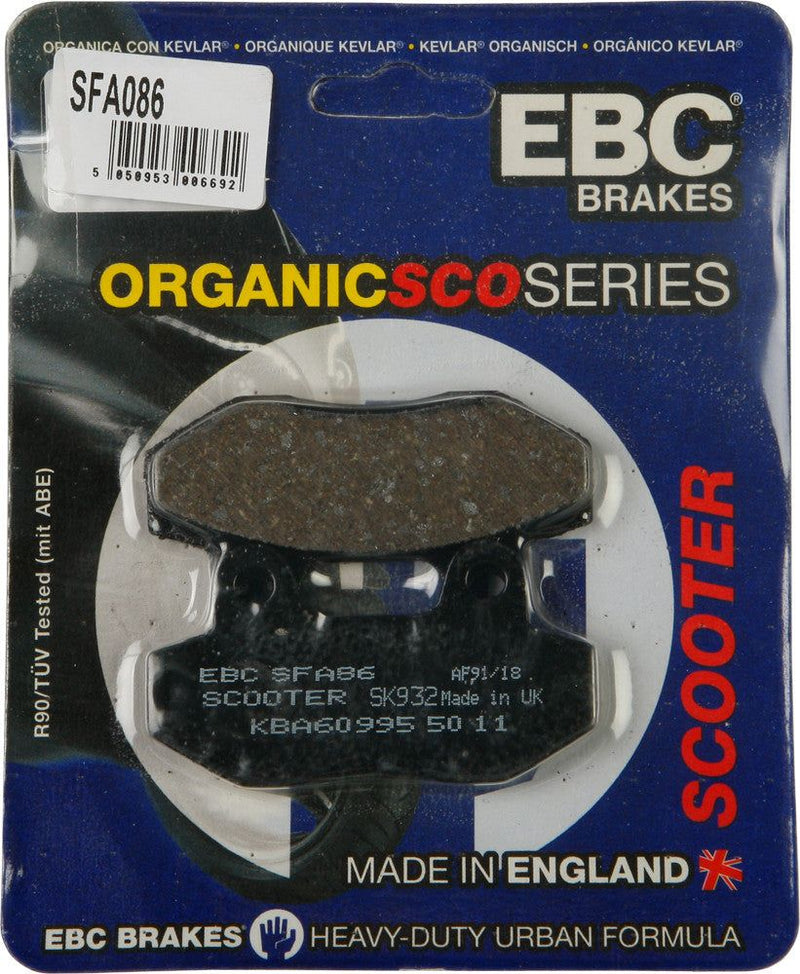 ORGANICA CON KEVLAR® • ORGANIQUE KEVLAR® • KEVLAR® ORGANISCH • ORGÂNICO KEVLAR®
SFA086
5 050953 006692
EBC®
BRAKES
ORGANICSCOSERIES
R90/TÜV Tested (mit ABE)
SCOOTER
EBC SFA86 AF91/18
SCOOTER SK932 Made in UK
KBA60995 50 11
MADE IN ENGLAND
EBC BRAKES HEAVY-DUTY URBAN FORMULA